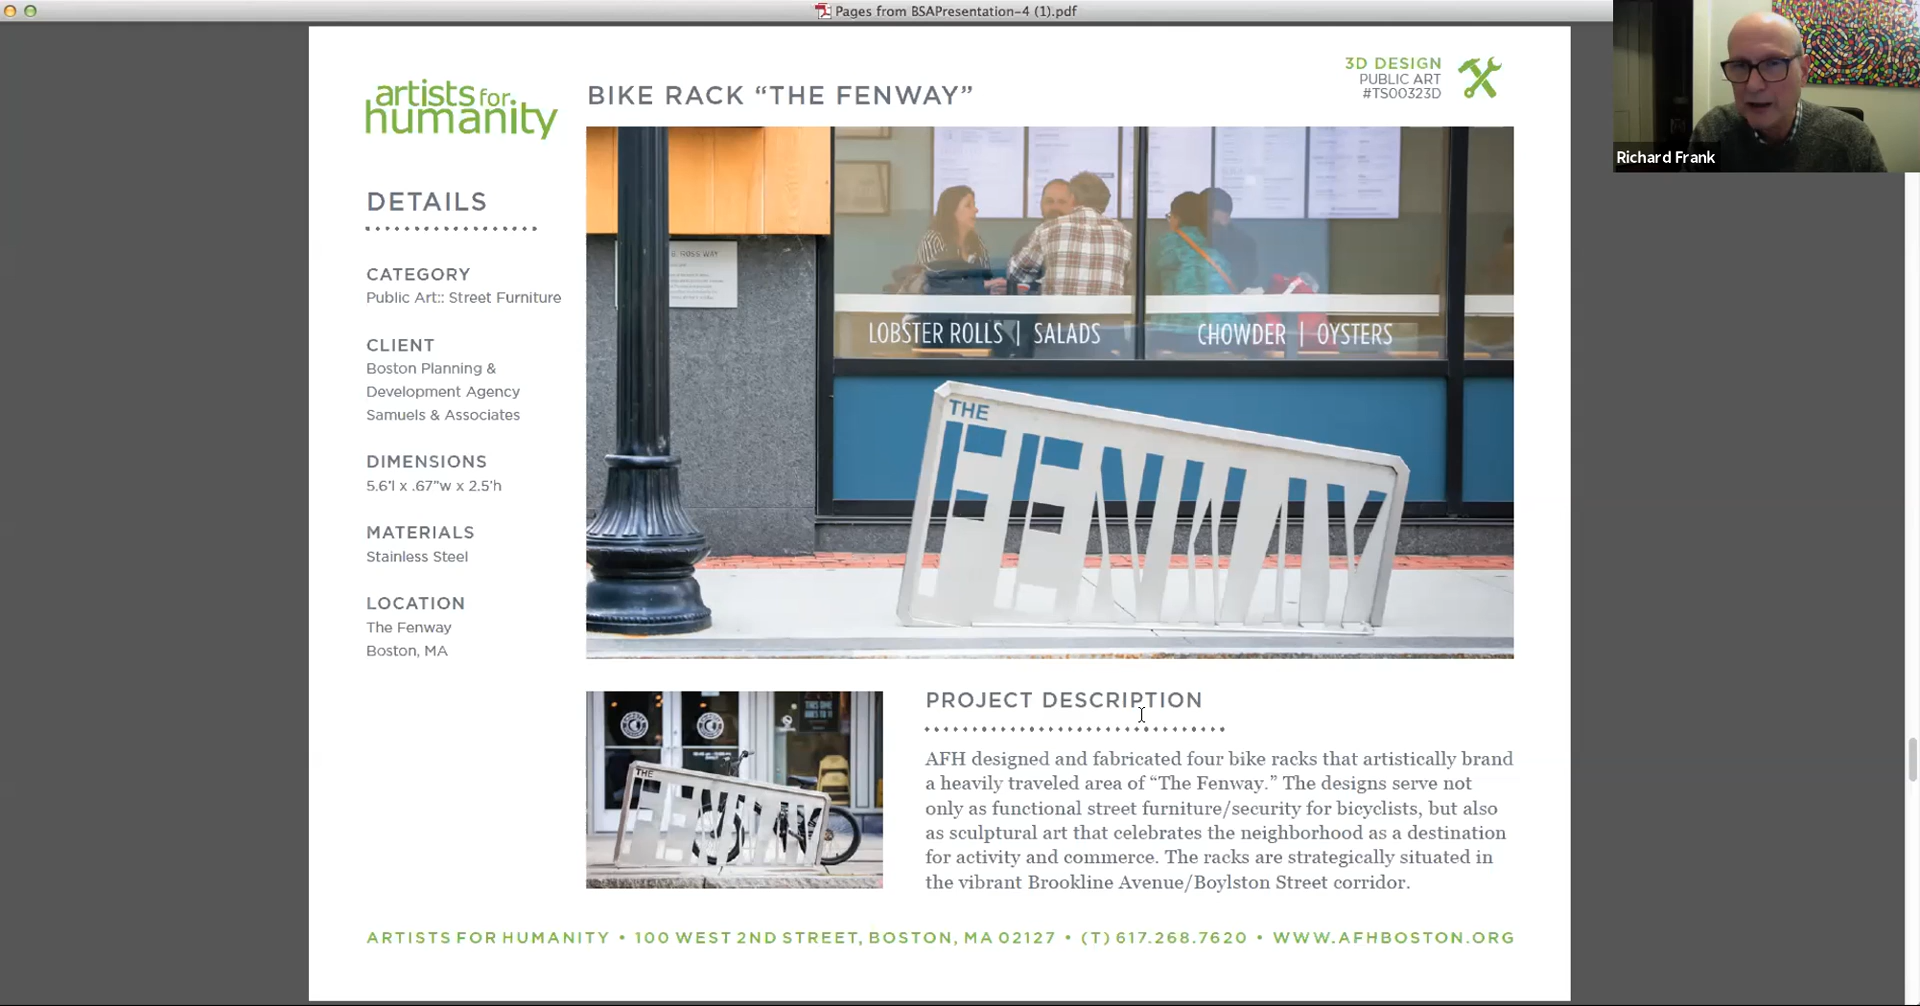 Pages from BSAPresentation-4 (1).pdf
Richard Frank
artists for
humanity
BIKE RACK “THE FENWAY”
3D DESIGN
PUBLIC ART
#TS00323D
DETAILS
CATEGORY
Public Art:: Street Furniture
CLIENT
Boston Planning &
Development Agency
Samuels & Associates
DIMENSIONS
5.6'l x .67"w x 2.5'h
MATERIALS
Stainless Steel
LOCATION
The Fenway
Boston, MA
ROSS WAY
LOBSTER ROLLS | SALADS
CHOWDER | OYSTERS
THE
FENWAY
THE
FENWAY
PROJECT DESCRIPTION
AFH designed and fabricated four bike racks that artistically brand
a heavily traveled area of “The Fenway.” The designs serve not
only as functional street furniture/security for bicyclists, but also
as sculptural art that celebrates the neighborhood as a destination
for activity and commerce. The racks are strategically situated in
the vibrant Brookline Avenue/Boylston Street corridor.
ARTISTS FOR HUMANITY • 100 WEST 2ND STREET, BOSTON, MA 02127 • (T) 617.268.7620 • WWW.AFHBOSTON.ORG